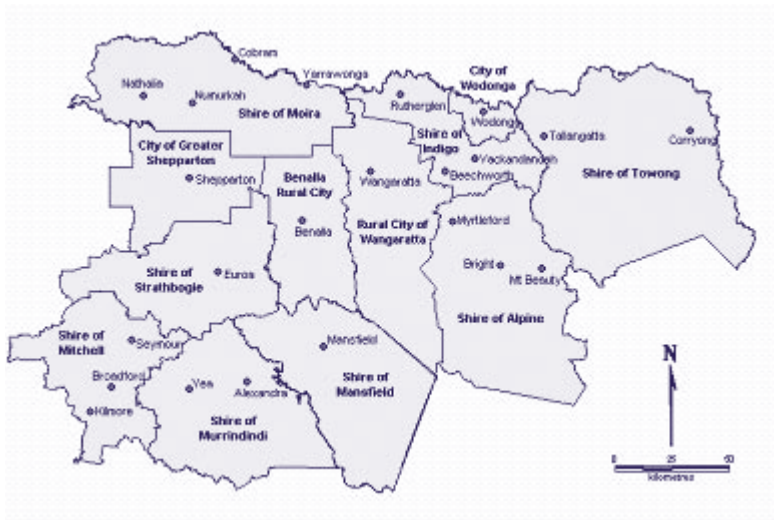 Cobram
Yarrawonga
Nathalia
Numurkah
Shire of Moira
City of
Wodonga
Rutherglen
Wodonga
Shire of
Indigo
Tallangatta
Corryong
City of Greater
Shepparton
Shepparton
Benalla
Rural City
Wangaratta
Yackandandah
Beechworth
Shire of Towong
Benalla
Rural City of
Wangaratta
Myrtleford
Bright
Mt Beauty
Shire of
Strathbogie
Euroa
Shire of Alpine
Shire of
Mitchell
Seymour
Mansfield
Broadford
Yea
Alexandra
Shire of
Mansfield
Kilmore
Shire of
Murrindindi
N
0 25 50
kilometres